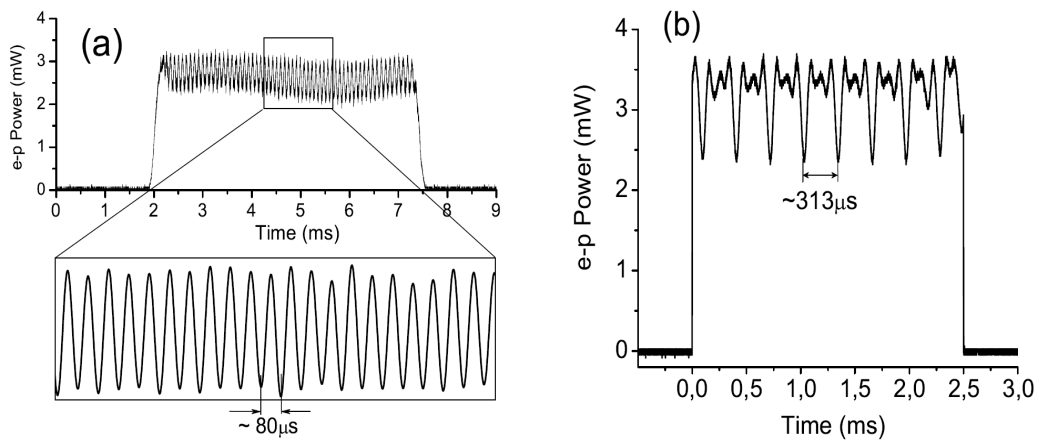 (a)
e-p Power (mW)
4
3
2
1
0
0 1 2 3 4 5 6 7 8 9
Time (ms)
~ 80μs
(b)
e-p Power (mW)
4
3
2
1
0
~313μs
0,0 0,5 1,0 1,5 2,0 2,5 3,0
Time (ms)